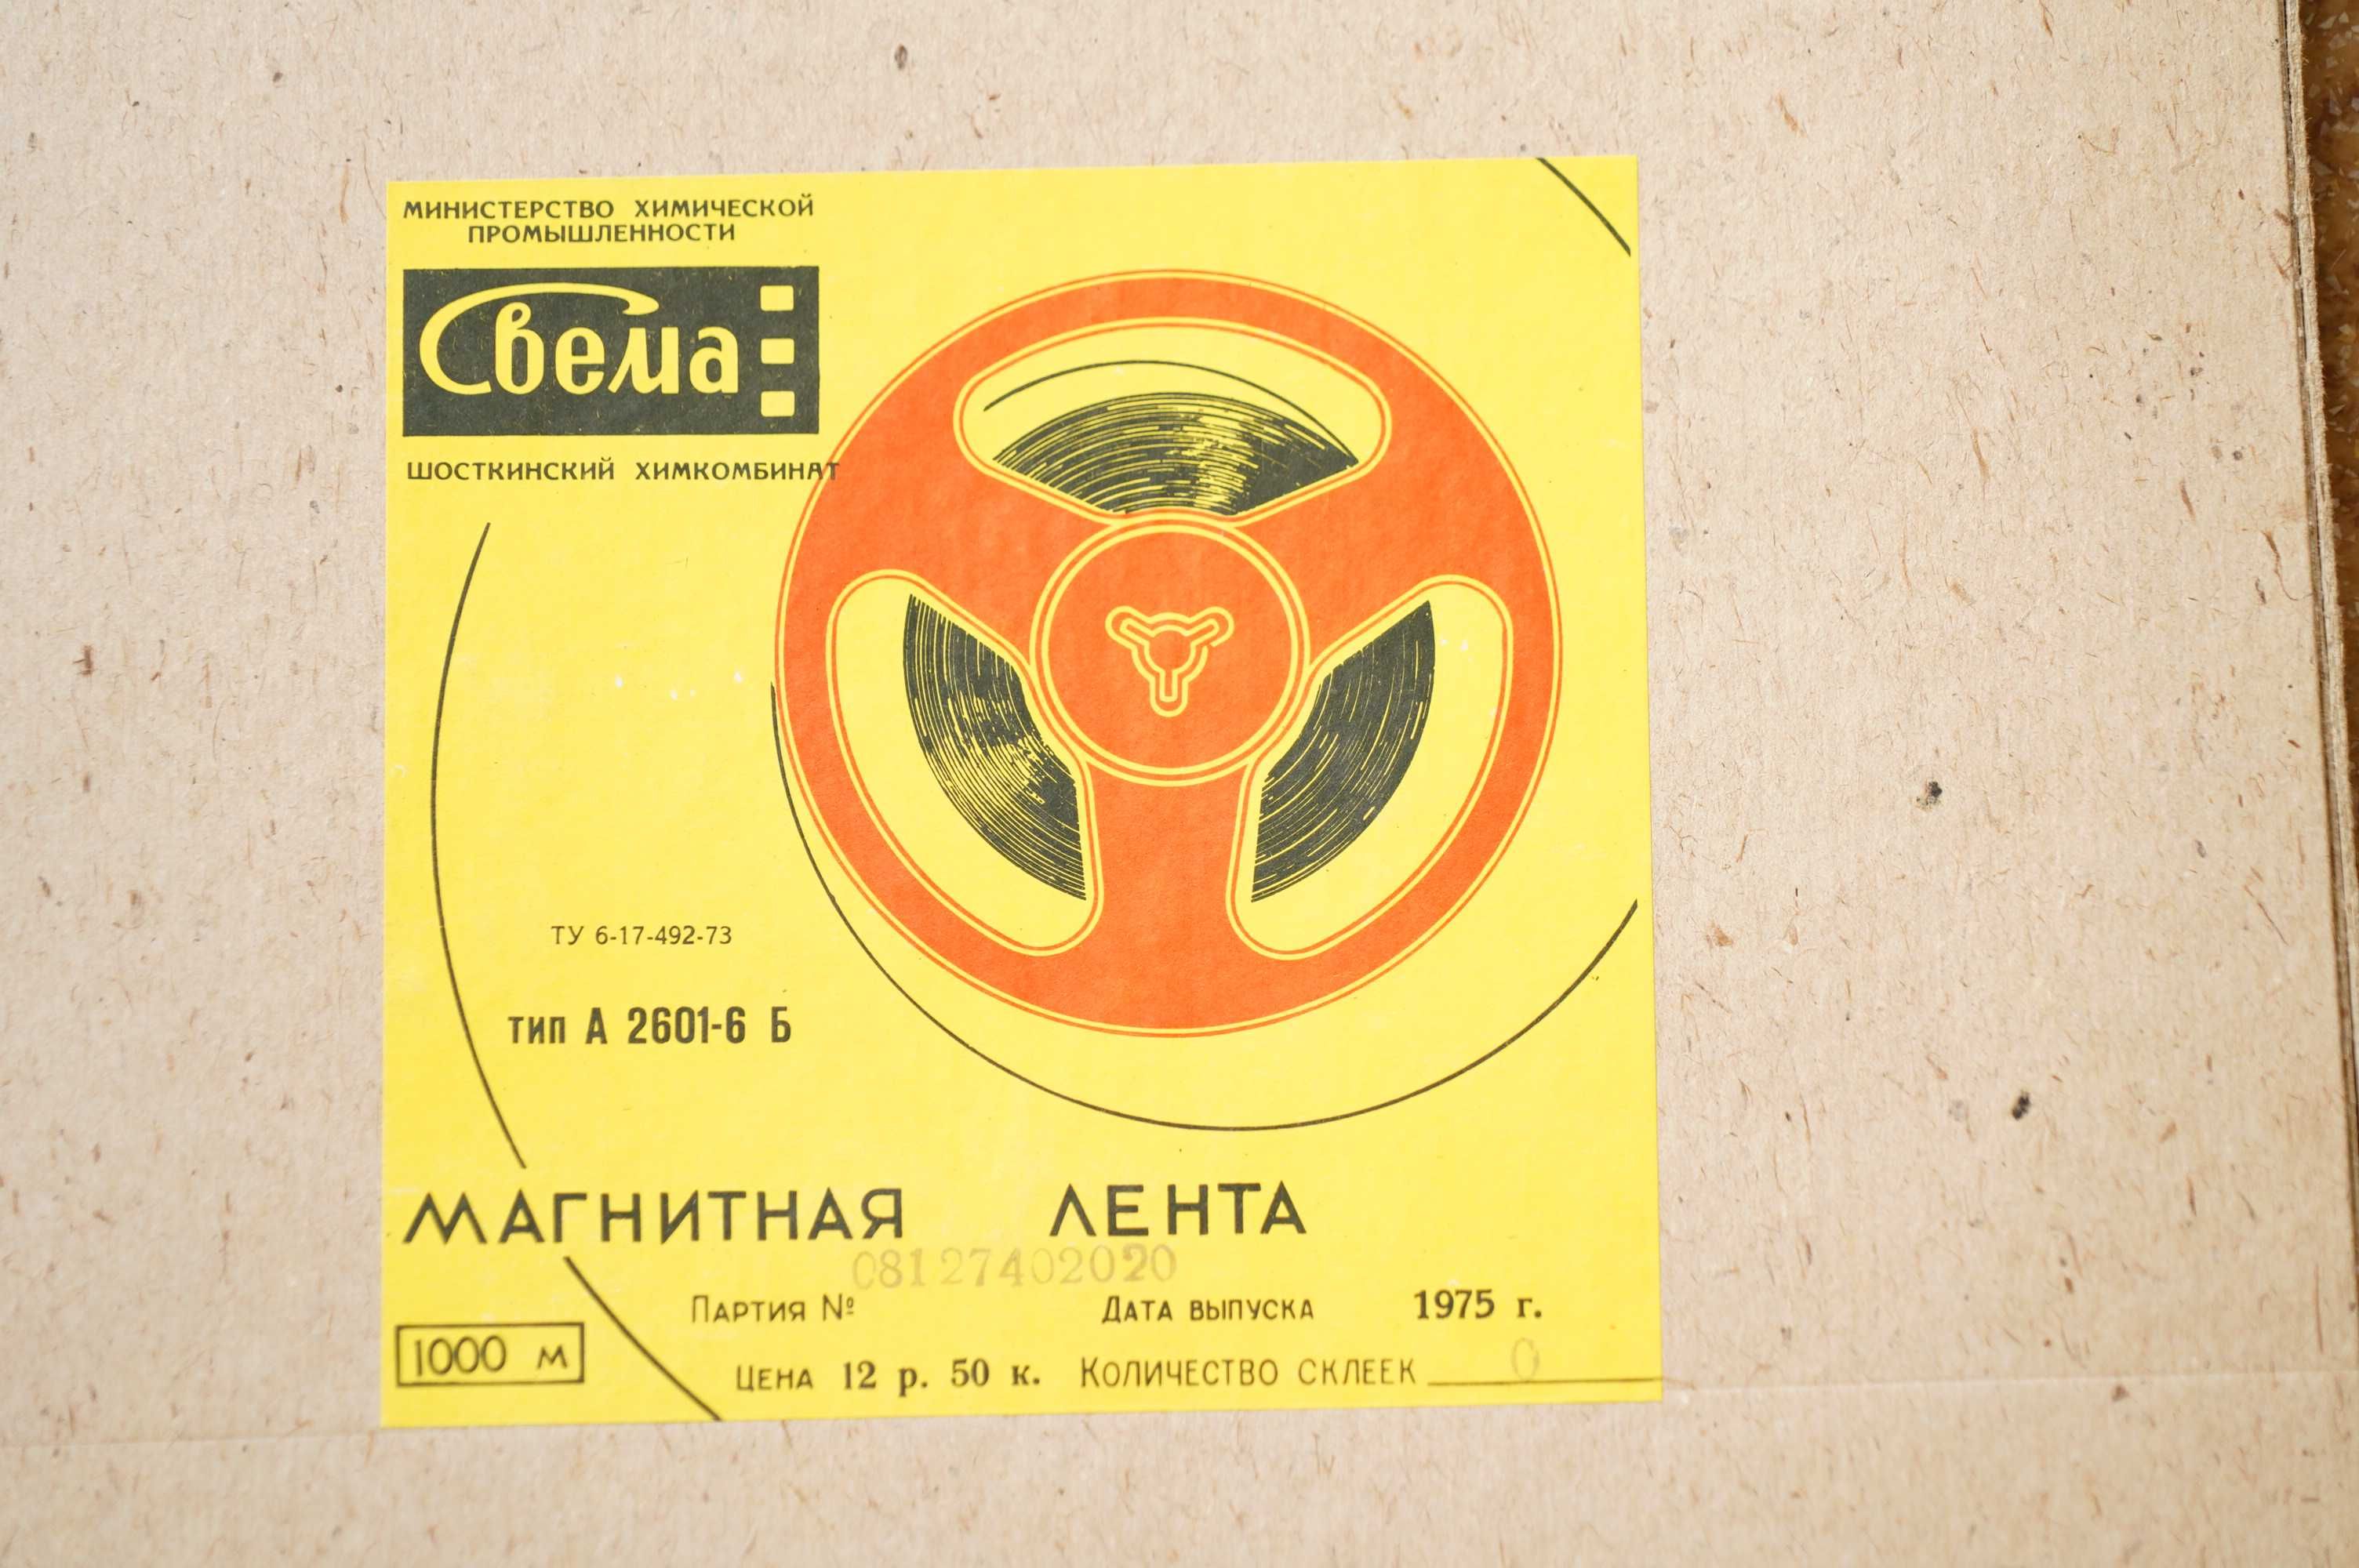 МИНИСТЕРСТВО ХИМИЧЕСКОЙ
ПРОМЫШЛЕННОСТИ
Свема
ШОСТКИНСКИЙ ХИМКОМБИНАТ
ТУ 6-17-492-73
тип А 2601-6 Б
МАГНИТНАЯ ЛЕНТА
08127402020
Партия № Дата выпуска 1975 г.
1000 м
Цена 12 р. 50 к. Количество склеек 0